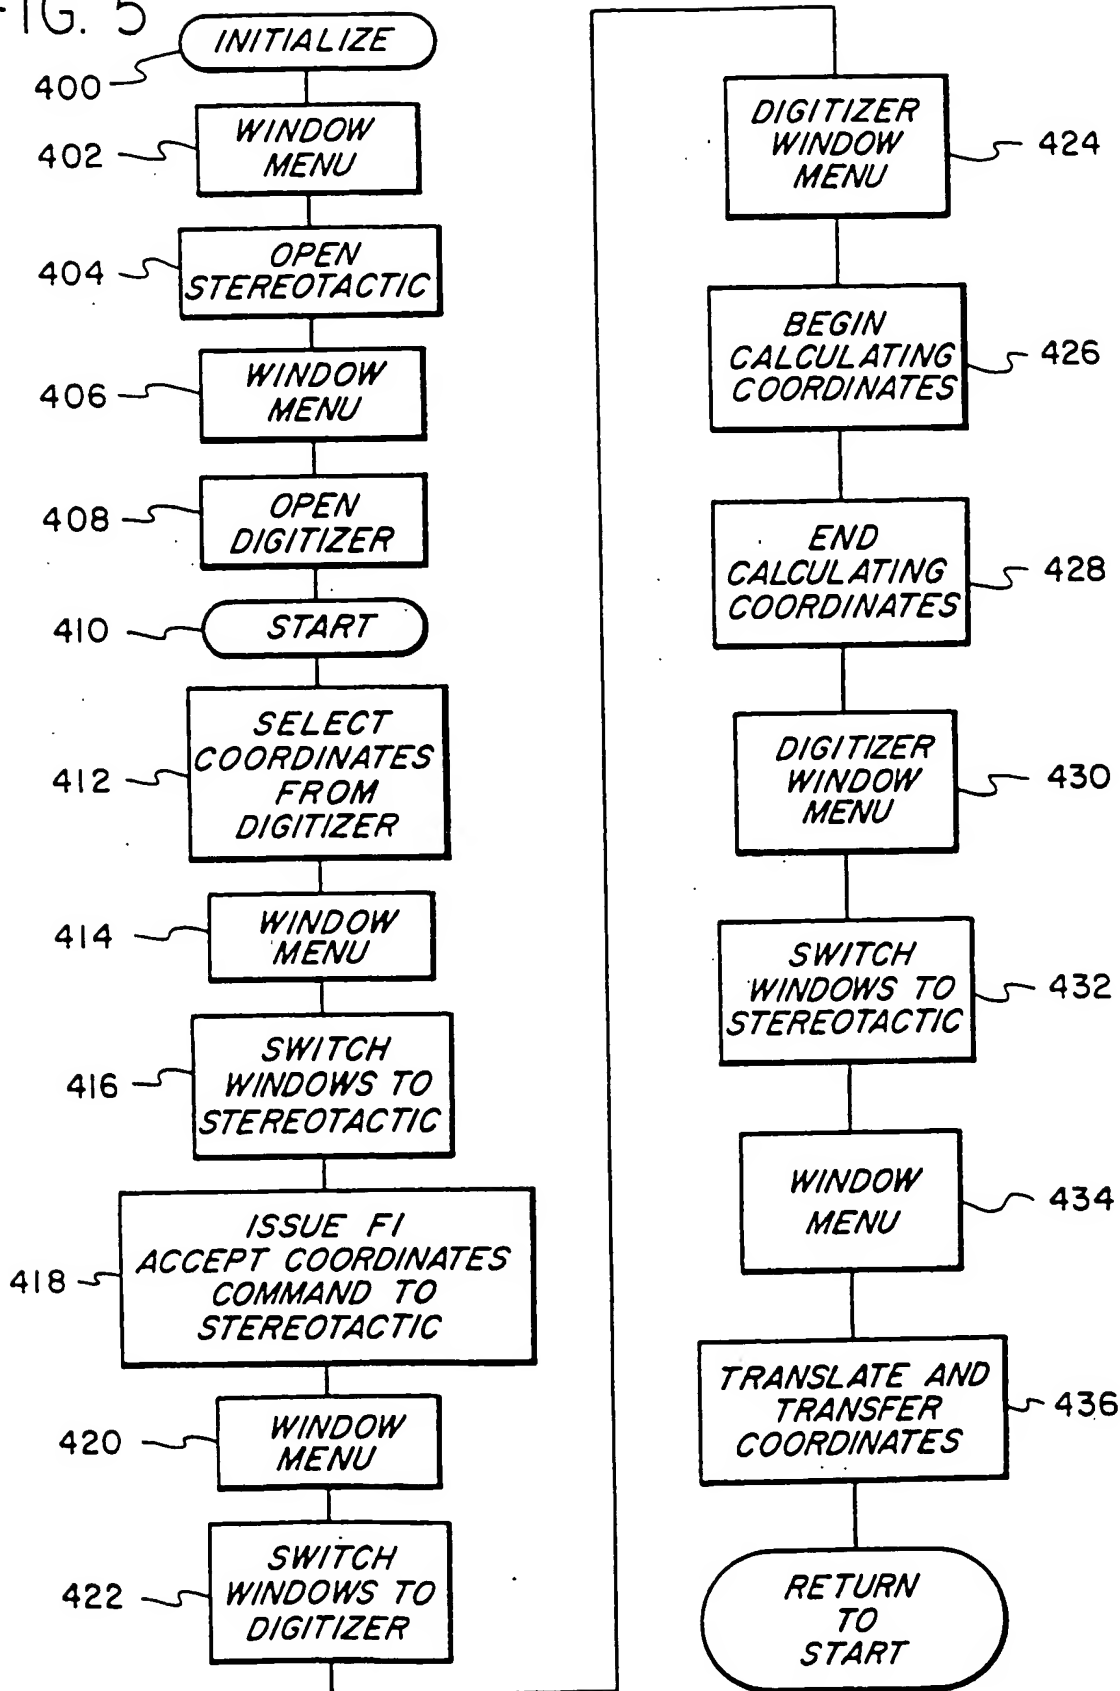 FIG. 5
INITIALIZE
400
WINDOW
MENU
402
OPEN
STEREOTACTIC
404
WINDOW
MENU
406
OPEN
DIGITIZER
408
START
410
SELECT
COORDINATES
FROM
DIGITIZER
412
WINDOW
MENU
414
SWITCH
WINDOWS TO
STEREOTACTIC
416
ISSUE F1
ACCEPT COORDINATES
COMMAND TO
STEREOTACTIC
418
WINDOW
MENU
420
SWITCH
WINDOWS TO
DIGITIZER
422
DIGITIZER
WINDOW
MENU
424
BEGIN
CALCULATING
COORDINATES
426
END
CALCULATING
COORDINATES
428
DIGITIZER
WINDOW
MENU
430
SWITCH
WINDOWS TO
STEREOTACTIC
432
WINDOW
MENU
434
TRANSLATE AND
TRANSFER
COORDINATES
436
RETURN
TO
START